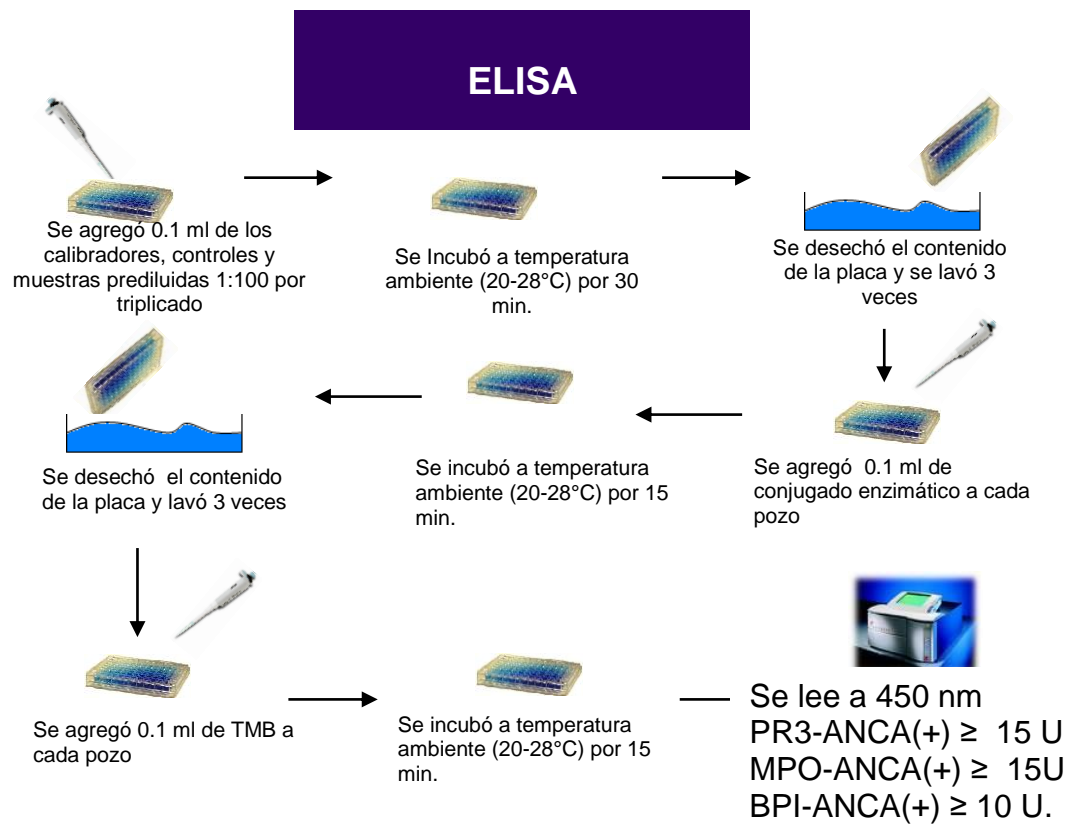 ELISA
Se agregó 0.1 ml de los
calibradores, controles y
muestras prediluidas 1:100 por
triplicado
Se Incubó a temperatura
ambiente (20-28°C) por 30
min.
Se desechó el contenido
de la placa y se lavó 3
veces
Se agregó  0.1 ml de
conjugado enzimático a cada
pozo
Se incubó a temperatura
ambiente (20-28°C) por 15
min.
Se desechó  el contenido
de la placa y lavó 3 veces
Se agregó 0.1 ml de TMB a
cada pozo
Se incubó a temperatura
ambiente (20-28°C) por 15
min.
Se lee a 450 nm
PR3-ANCA(+) ≥  15 U
MPO-ANCA(+) ≥  15U
BPI-ANCA(+) ≥ 10 U.